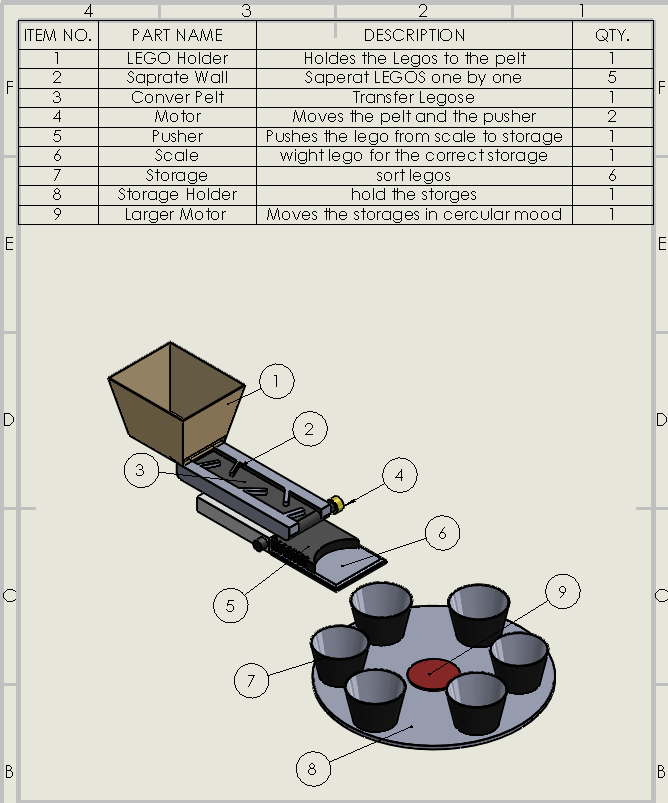 4 3 2 1
ITEM NO. PART NAME DESCRIPTION QTY.
1 LEGO Holder Holdes the Legos to the pelt 1
2 Saprate Wall Saperat LEGOS one by one 5
3 Conver Pelt Transfer Legose 1
4 Motor Moves the pelt and the pusher 2
5 Pusher Pushes the lego from scale to storage 1
6 Scale wight lego for the correct storage 1
7 Storage sort legos 6
8 Storage Holder hold the storges 1
9 Larger Motor Moves the storages in cercular mood 1
F F
E E
1
D D
2
3
4
6
9
C C
5
7
8
B B